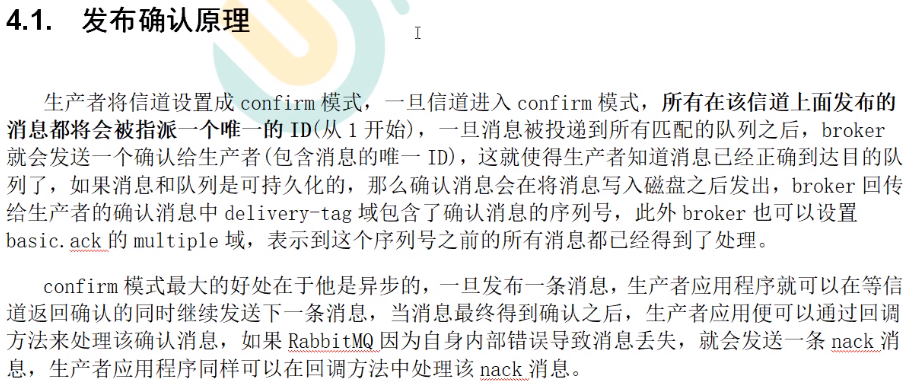 4.1. 发布确认原理
生产者将信道设置成 confirm 模式，一旦信道进入 confirm 模式，所有在该信道上面发布的
消息都将会被指派一个唯一的 ID(从 1 开始)，一旦消息被投递到所有匹配的队列之后，broker
就会发送一个确认给生产者(包含消息的唯一 ID)，这就使得生产者知道消息已经正确到达目的队
列了，如果消息和队列是可持久化的，那么确认消息会在将消息写入磁盘之后发出，broker 回传
给生产者的确认消息中 delivery-tag 域包含了确认消息的序列号，此外 broker 也可以设置
basic.ack 的 multiple 域，表示到这个序列号之前的所有消息都已经得到了处理。
confirm 模式最大的好处在于他是异步的，一旦发布一条消息，生产者应用程序就可以在等信
道返回确认的同时继续发送下一条消息，当消息最终得到确认之后，生产者应用便可以通过回调
方法来处理该确认消息，如果 RabbitMQ 因为自身内部错误导致消息丢失，就会发送一条 nack 消
息，生产者应用程序同样可以在回调方法中处理该 nack 消息。